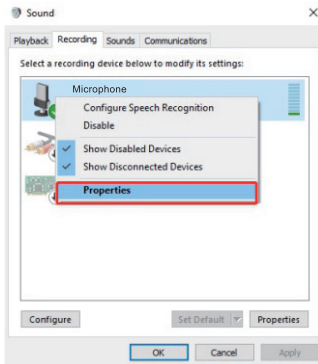 Sound
Playback Recording Sounds Communications
Select a recording device below to modify its settings:
Microphone
Configure Speech Recognition
Disable
Show Disabled Devices
Show Disconnected Devices
Properties
Configure Set Default Properties
OK Cancel Apply